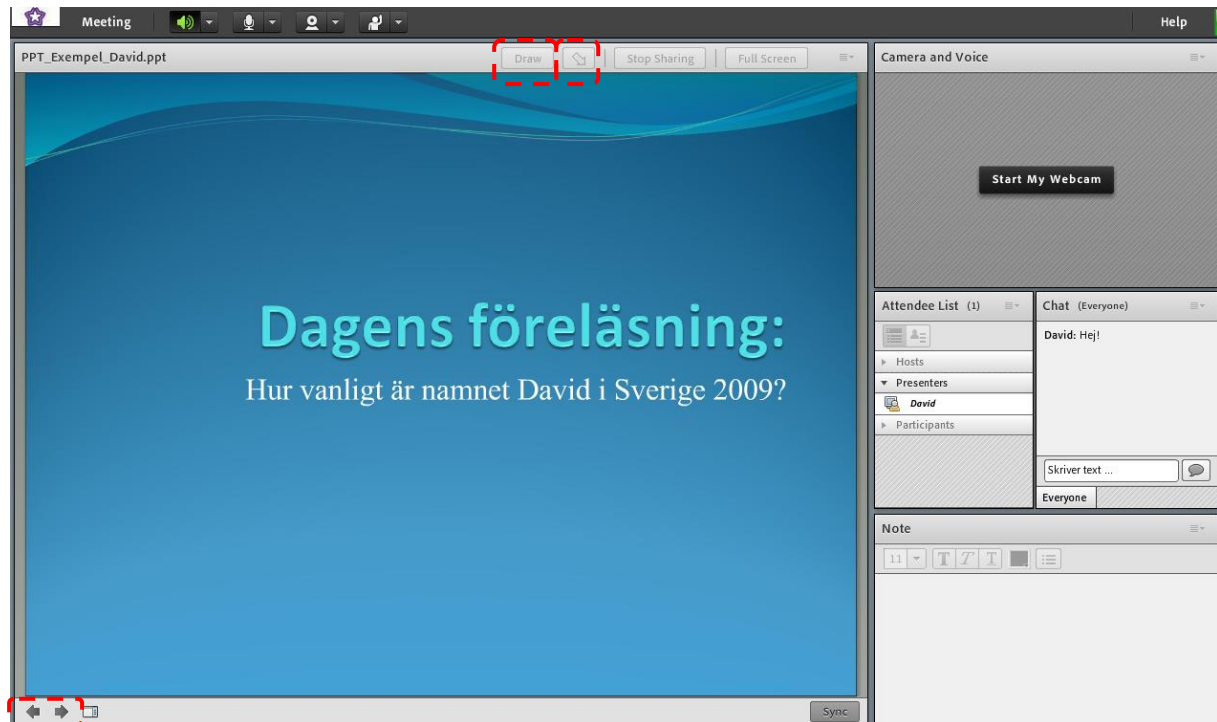 Meeting
Help
PPT_Exempel_David.ppt
Draw
Stop Sharing
Full Screen
Dagens föreläsning:
Hur vanligt är namnet David i Sverige 2009?
Sync
Camera and Voice
Start My Webcam
Attendee List (1)
Hosts
Presenters
David
Participants
Chat (Everyone)
David: Hej!
Skriver text ...
Everyone
Note
11 T T T